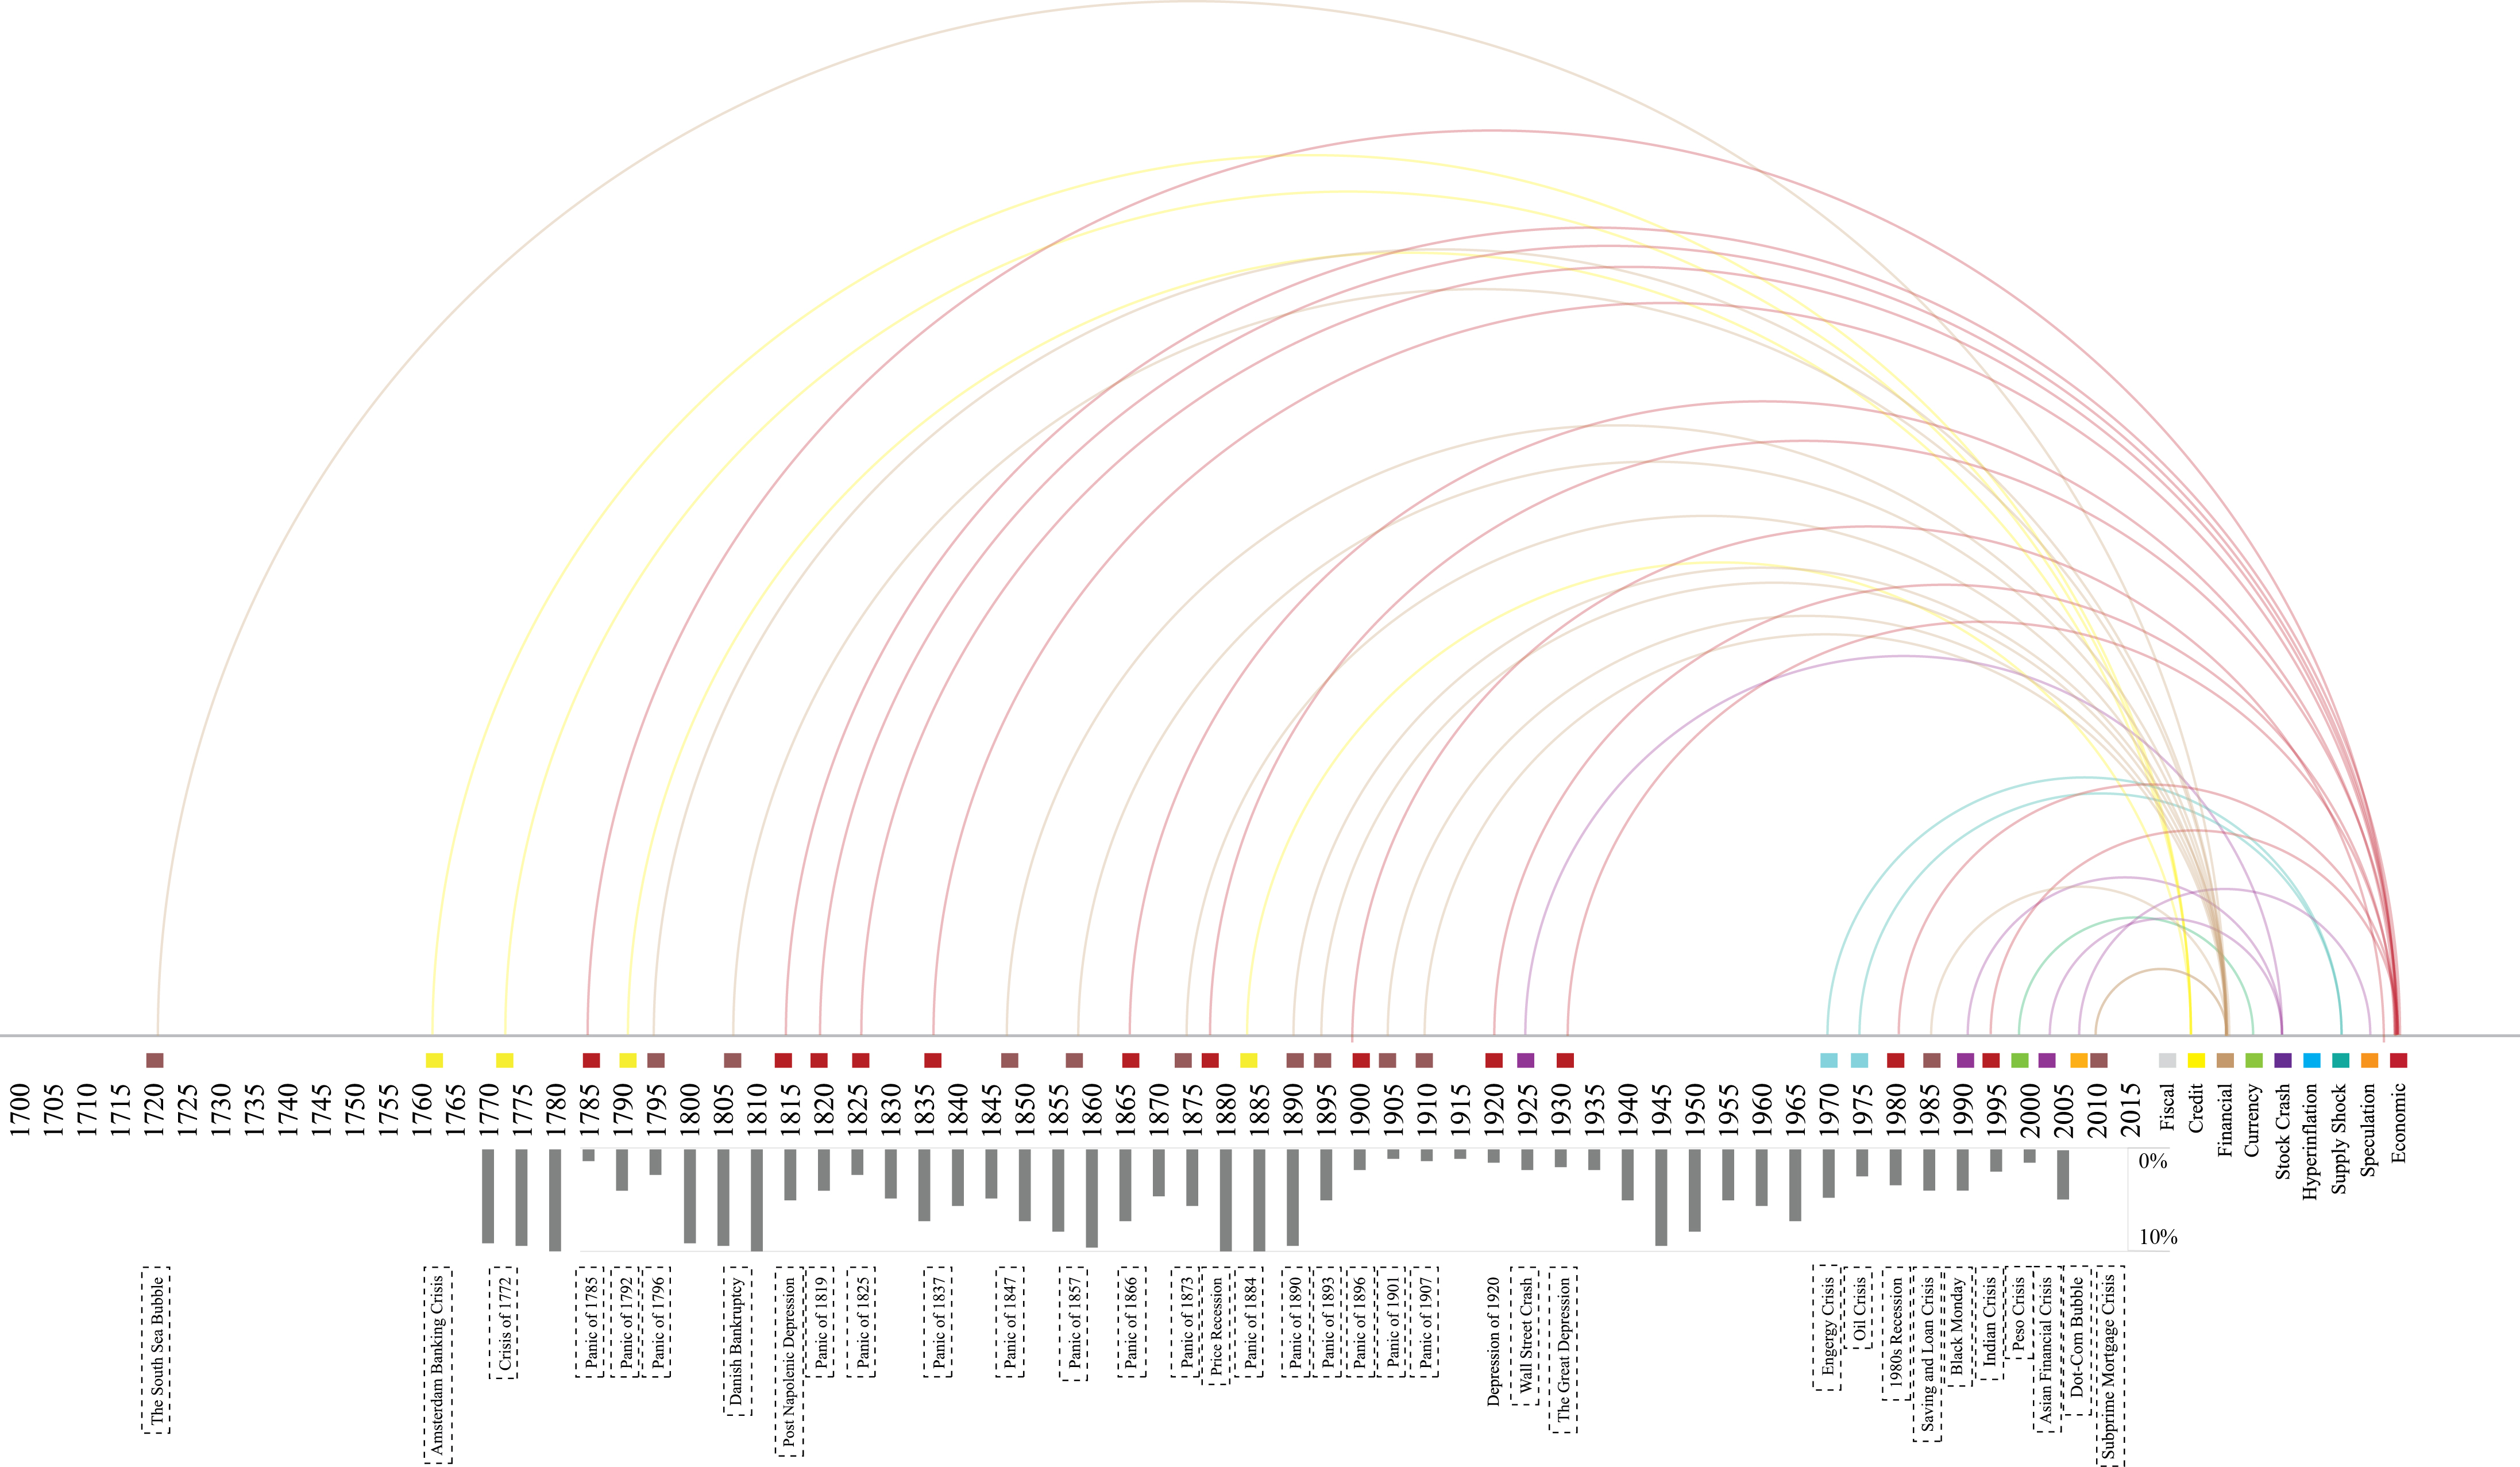 1700
1705
1710
1715
1720
1725
1730
1735
1740
1745
1750
1755
1760
1765
1770
1775
1780
1785
1790
1795
1800
1805
1810
1815
1820
1825
1830
1835
1840
1845
1850
1855
1860
1865
1870
1875
1880
1885
1890
1895
1900
1905
1910
1915
1920
1925
1930
1935
1940
1945
1950
1955
1960
1965
1970
1975
1980
1985
1990
1995
2000
2005
2010
2015
Fiscal
Credit
Financial
Currency
Stock Crash
Hyperinflation
Supply Shock
Speculation
Economic
0%
10%
The South Sea Bubble
Amsterdam Banking Crisis
Crisis of 1772
Panic of 1785
Panic of 1792
Panic of 1796
Danish Bankruptcy
Post Napolenic Depression
Panic of 1819
Panic of 1825
Panic of 1837
Panic of 1847
Panic of 1857
Panic of 1866
Panic of 1873
Price Recession
Panic of 1884
Panic of 1890
Panic of 1893
Panic of 1896
Panic of 1901
Panic of 1907
Depression of 1920
Wall Street Crash
The Great Depression
Engergy Crisis
Oil Crisis
1980s Recession
Saving and Loan Crisis
Black Monday
Indian Crisis
Peso Crisis
Asian Financial Crisis
Dot-Com Bubble
Subprime Mortgage Crisis